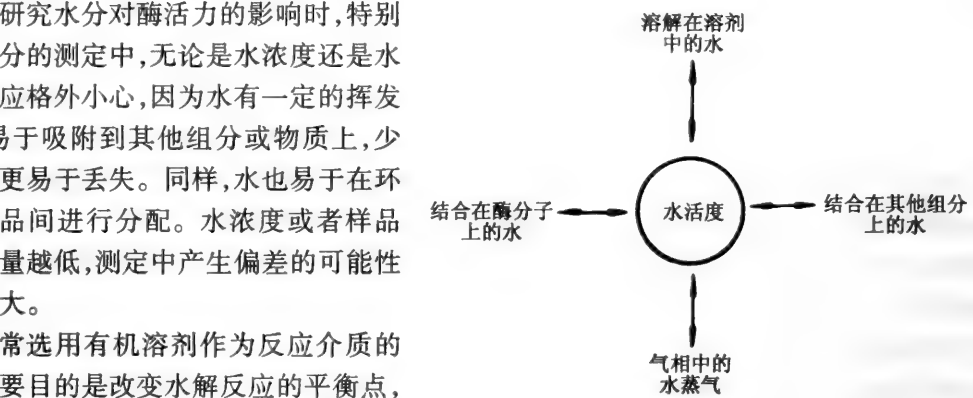 研究水分对酶活力的影响时,特别
分的测定中,无论是水浓度还是水
应格外小心,因为水有一定的挥发
易于吸附到其他组分或物质上,少
更易于丢失。同样,水也易于在环
品间进行分配。水浓度或者样品
量越低,测定中产生偏差的可能性
大。
常选用有机溶剂作为反应介质的
要目的是改变水解反应的平衡点,
溶解在溶剂
中的水
结合在酶分子
上的水
水活度
结合在其他组分
上的水
气相中的
水蒸气